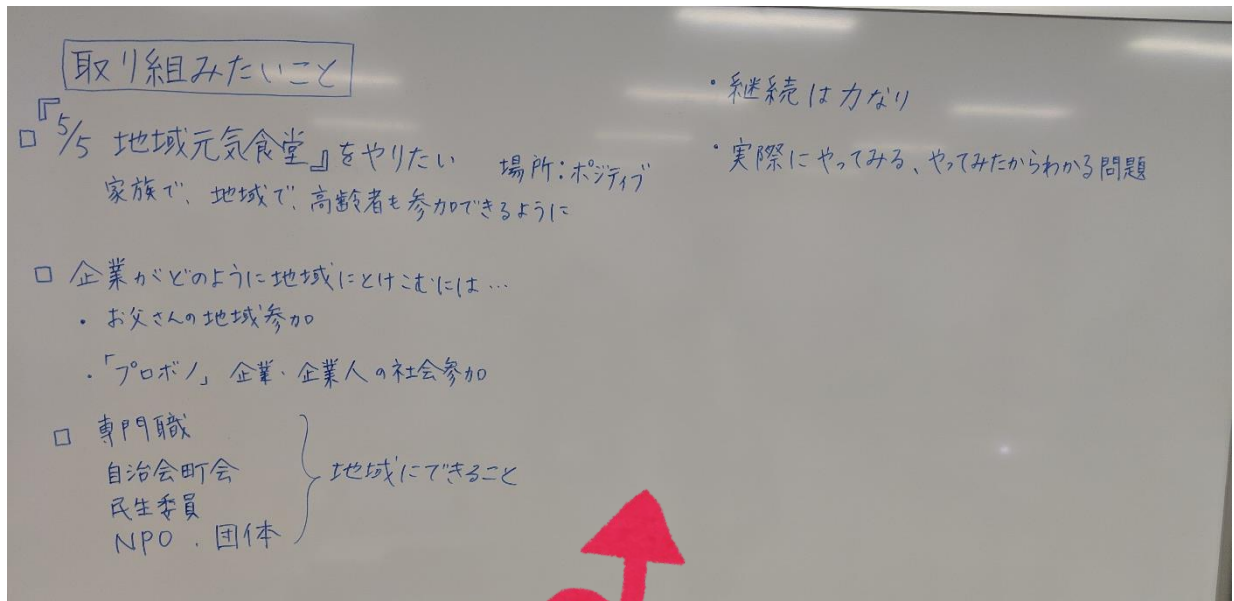 取り組みたいこと
□『5/5 地域元気食堂』をやりたい 場所:ポジティブ
家族で、地域で、高齢者も参加できるように
□ 企業がどのように地域にとけこむには…
・お父さんの地域参加
・「プロボノ」企業・企業人の社会参加
□ 専門職
自治会町会
民生委員
NPO・団体
地域にできること
・継続は力なり
・実際にやってみる、やってみたからわかる問題